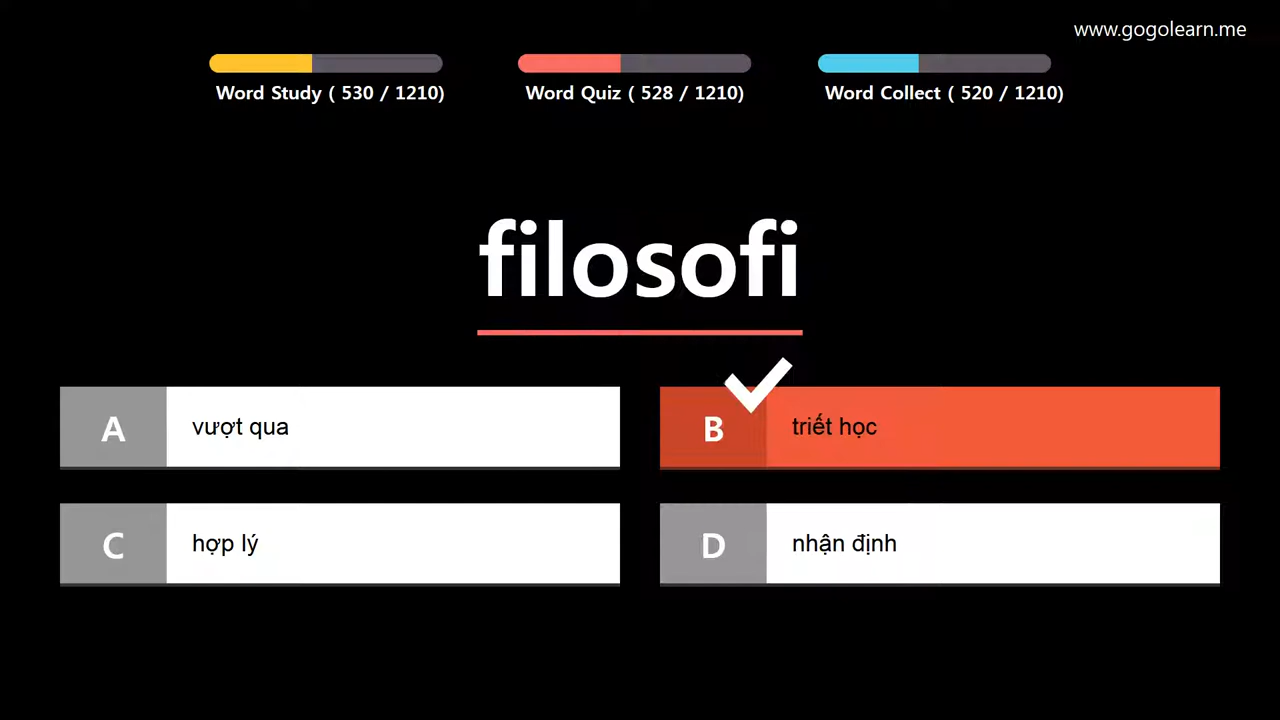 www.gogolearn.me
Word Study ( 530 / 1210)
Word Quiz ( 528 / 1210)
Word Collect ( 520 / 1210)
filosofi
A vượt qua
B triết học
C hợp lý
D nhận định